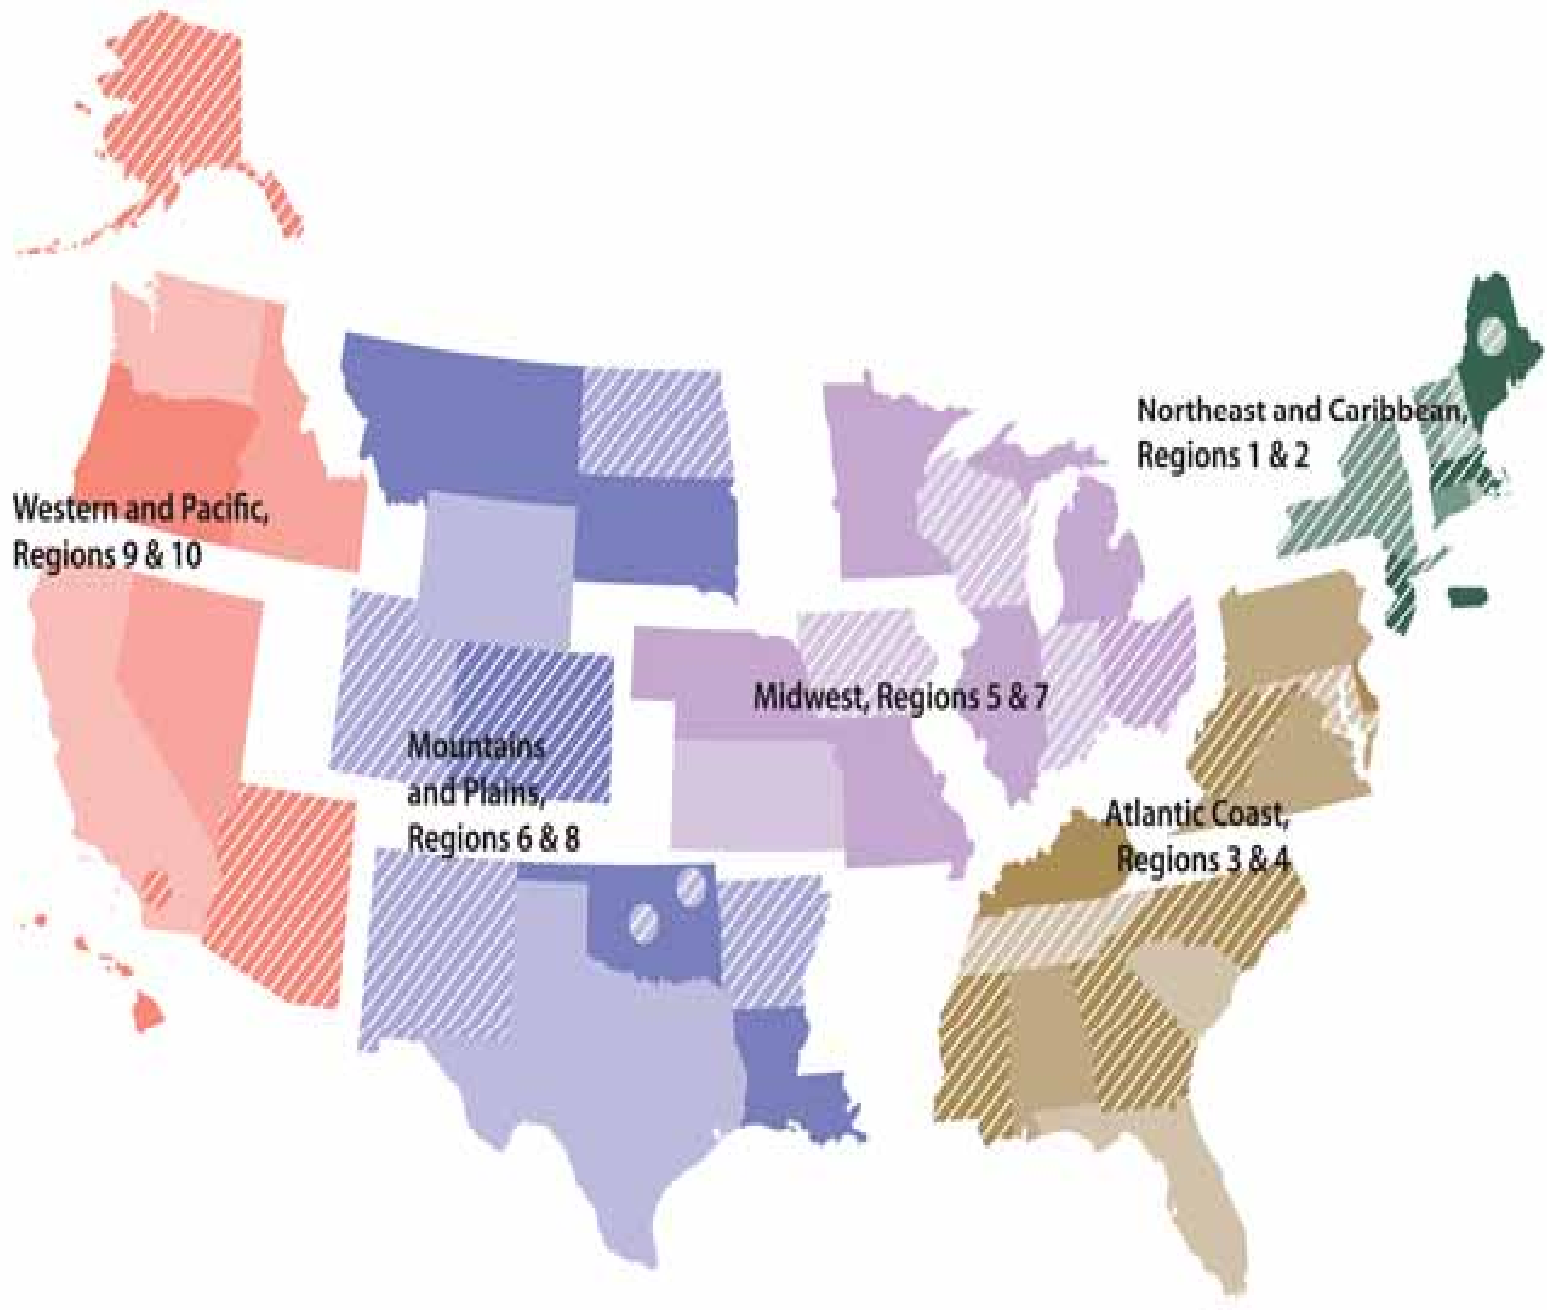 Northeast and Caribbean,
Regions 1 & 2
Western and Pacific,
Regions 9 & 10
Midwest, Regions 5 & 7
Mountains
and Plains,
Regions 6 & 8
Atlantic Coast,
Regions 3 & 4